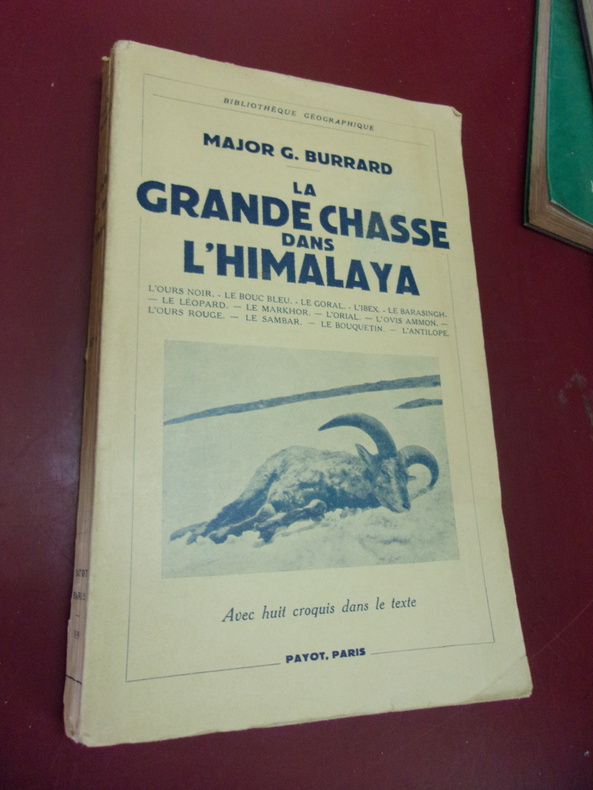 BIBLIOTHÈQUE GÉOGRAPHIQUE
MAJOR G. BURRARD
LA
GRANDE CHASSE
DANS
L'HIMALAYA
L'OURS NOIR. - LE BOUC BLEU. - LE GORAL. - L'IBEX. - LE BARASINGH.
— LE LÉOPARD. — LE MARKHOR. — L'ORIAL. — L'OVIS AMMON. —
L'OURS ROUGE. — LE SAMBAR. — LE BOUQUETIN. — L'ANTILOPE.
Avec huit croquis dans le texte
PAYOT, PARIS